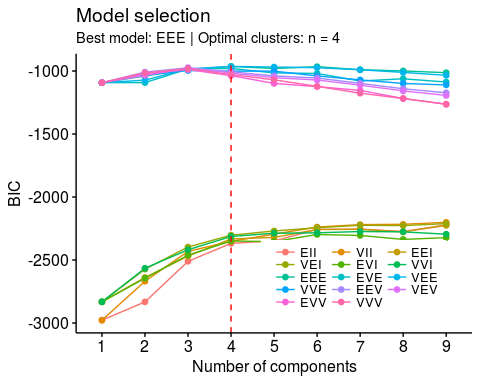 Model selection
Best model: EEE | Optimal clusters: n = 4
-1000
-1500
-2000
-2500
-3000
BIC
EII VII EEI
VEI EVI VVI
EEE EVE VEE
VVE EEV VEV
EVV VVV
1 2 3 4 5 6 7 8 9
Number of components